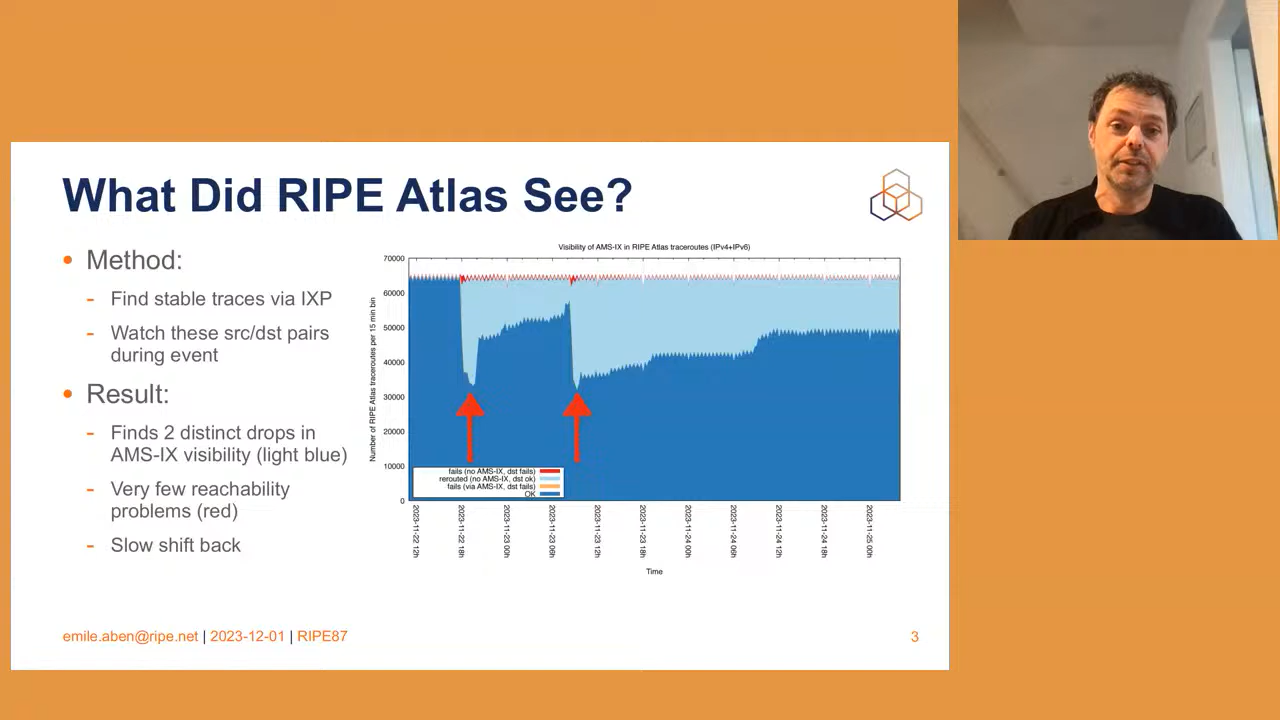 What Did RIPE Atlas See?
• Method:
- Find stable traces via IXP
- Watch these src/dst pairs
during event
• Result:
- Finds 2 distinct drops in
AMS-IX visibility (light blue)
- Very few reachability
problems (red)
- Slow shift back
Visibility of AMS-IX in RIPE Atlas traceroutes (IPv4+IPv6)
Number of RIPE Atlas traceroutes per 15 min bin
70000
60000
50000
40000
30000
20000
10000
0
fails (no AMS-IX, dst fails)
rerouted (no AMS-IX, dst ok)
fails (via AMS-IX, dst fails)
OK
2023-11-22 12h
2023-11-22 18h
2023-11-23 00h
2023-11-23 06h
2023-11-23 12h
2023-11-23 18h
2023-11-24 00h
2023-11-24 06h
2023-11-24 12h
2023-11-24 18h
2023-11-25 00h
Time
emile.aben@ripe.net | 2023-12-01 | RIPE87
3